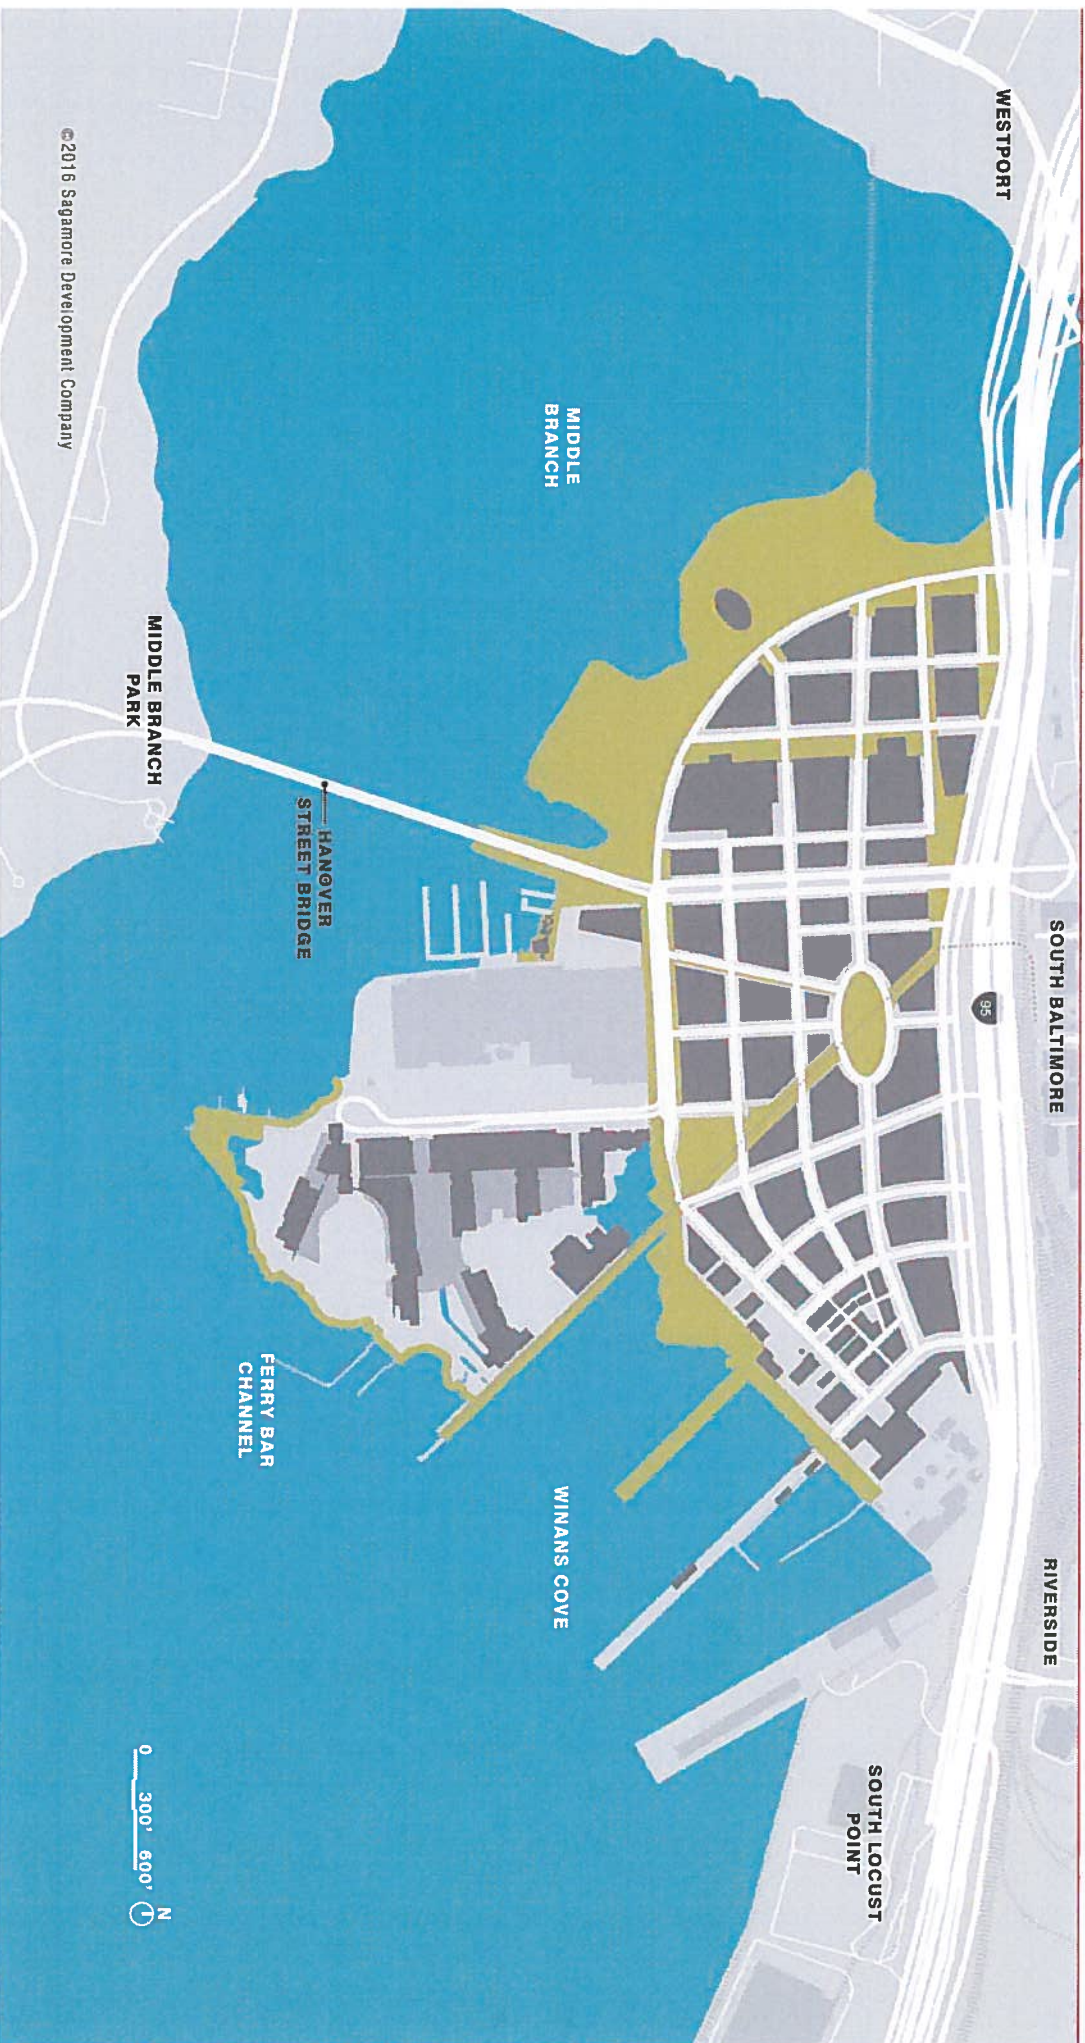 WESTPORT
SOUTH BALTIMORE
95
RIVERSIDE
MIDDLE
BRANCH
HANOVER
STREET BRIDGE
MIDDLE BRANCH
PARK
WINANS COVE
FERRY BAR
CHANNEL
SOUTH LOCUST
POINT
©2016 Sagamore Development Company
0 300' 600'
N